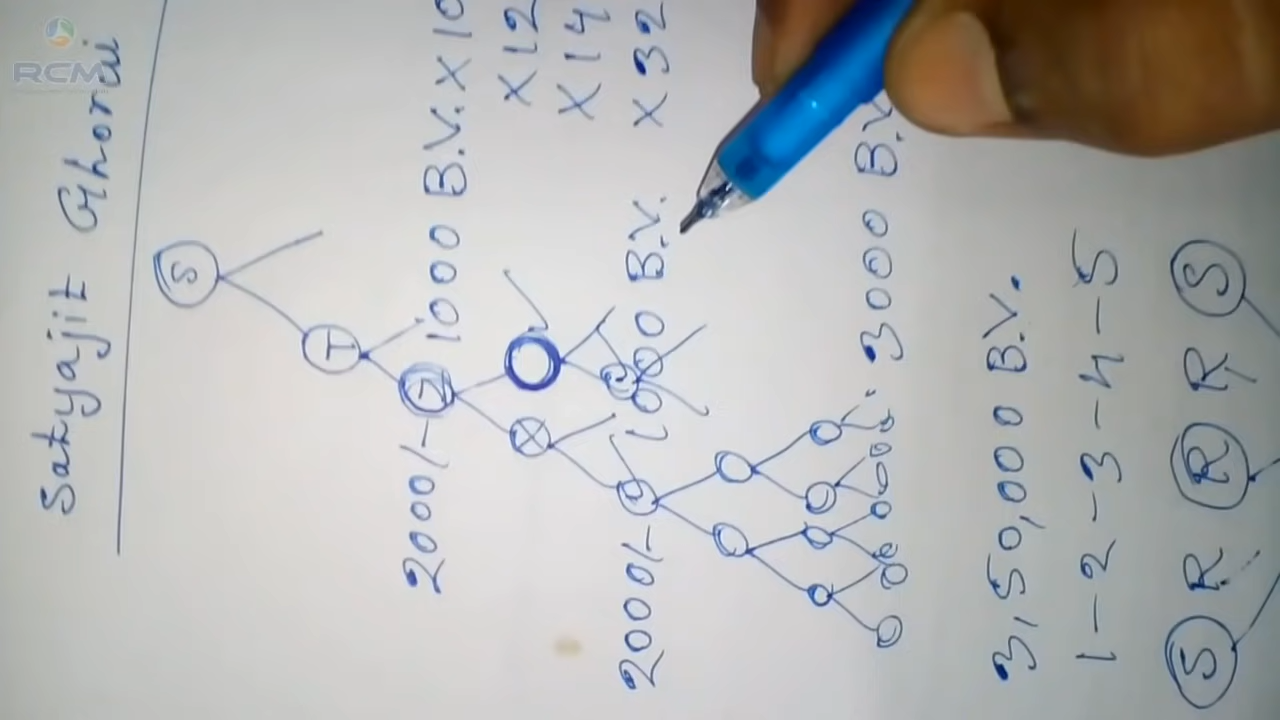 RCM
Satyajit Ghorai
S
T
2000/- Z 1000 B.V. X 10
X 12
X
X 14
2000/- 1000 B.V. X 32
3000 B.V
3,50,000 B.V.
1-2-3-4-5
S R R R S